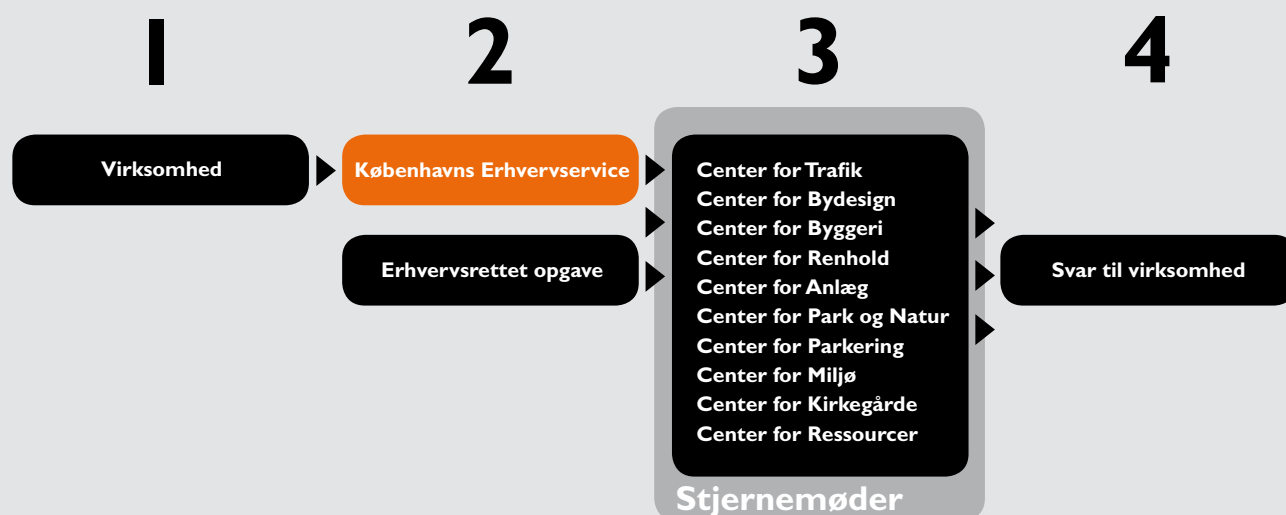 1
2
3
4
Virksomhed
Københavns Erhvervservice
Erhvervsrettet opgave
Center for Trafik
Center for Bydesign
Center for Byggeri
Center for Renhold
Center for Anlæg
Center for Park og Natur
Center for Parkering
Center for Miljø
Center for Kirkegårde
Center for Ressourcer
Stjernemøder
Svar til virksomhed